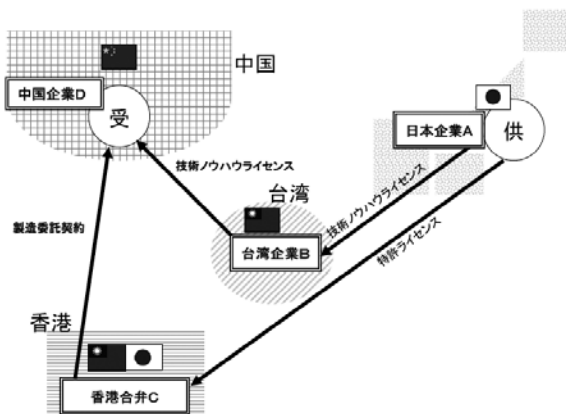 中国
中国企業D
受
日本企業A
供
技術ノウハウライセンス
台湾
技術ノウハウライセンス
製造委託契約
台湾企業B
特許ライセンス
香港
香港合弁C